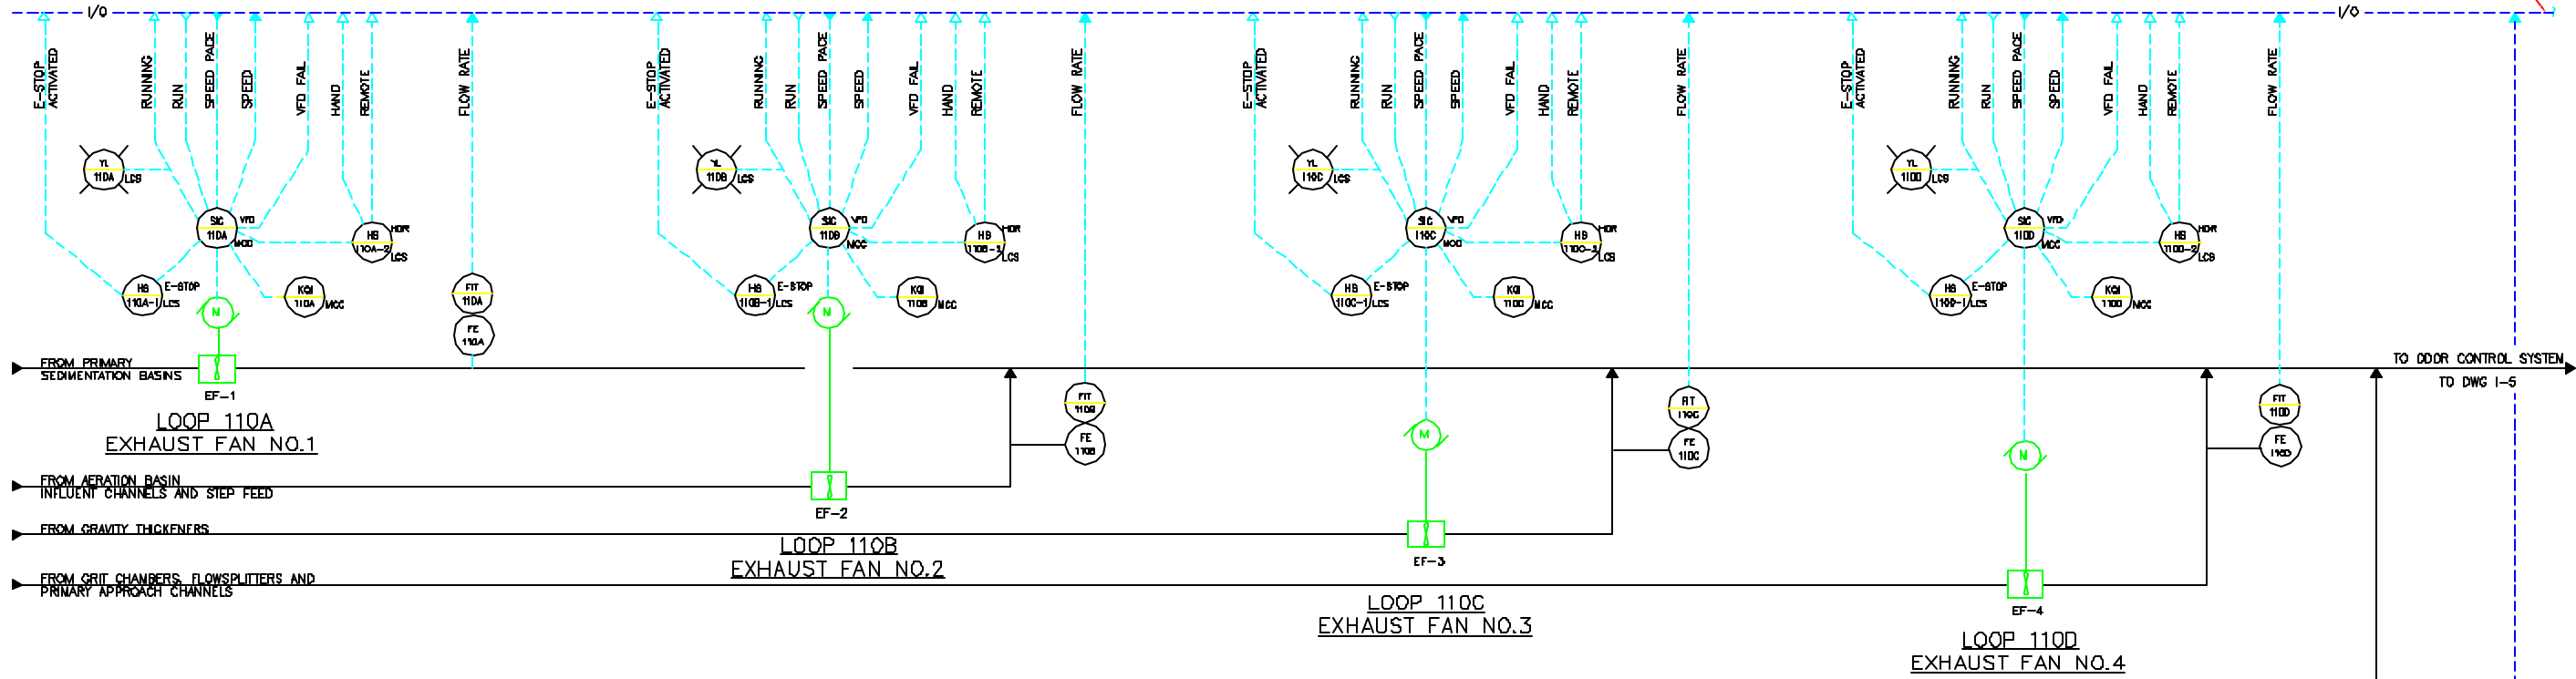 I/O
I/O
E-STOP
ACTIVATED
RUNNING
RUN
SPEED PACE
SPEED
VFD FAIL
HAND
REMOTE
FLOW RATE
E-STOP
ACTIVATED
RUNNING
RUN
SPEED PACE
SPEED
VFD FAIL
HAND
REMOTE
FLOW RATE
E-STOP
ACTIVATED
RUNNING
RUN
SPEED PACE
SPEED
VFD FAIL
HAND
REMOTE
FLOW RATE
E-STOP
ACTIVATED
RUNNING
RUN
SPEED PACE
SPEED
VFD FAIL
HAND
REMOTE
FLOW RATE
YL
110A
LCS
SIC
110A
VFD
MCC
HS
110A-2
HOR
LCS
HS
110A-1
E-STOP
LCS
110A
MCC
M
FIT
110A
FE
110A
YL
110B
LCS
SIC
110B
VFD
MCC
HS
HOR
LCS
HS
110B-1
E-STOP
LCS
110B
MCC
M
FIT
110B
FE
110B
YL
110C
LCS
SIC
110C
VFD
MCC
HS
HOR
LCS
HS
110C-1
E-STOP
LCS
MCC
M
FIT
110C
FE
110C
YL
110D
LCS
SIC
110D
VFD
MCC
HS
110D-2
HOR
LCS
HS
110D-1
E-STOP
LCS
110D
MCC
M
FIT
110D
FE
110D
FROM PRIMARY
SEDIMENTATION BASINS
EF-1
LOOP 110A
EXHAUST FAN NO.1
TO ODOR CONTROL SYSTEM
TO DWG I-5
FROM AERATION BASIN
INFLUENT CHANNELS AND STEP FEED
EF-2
LOOP 110B
EXHAUST FAN NO.2
FROM GRAVITY THICKENERS
EF-3
LOOP 110C
EXHAUST FAN NO.3
FROM GRIT CHAMBERS, FLOWSPLITTERS AND
PRIMARY APPROACH CHANNELS
EF-4
LOOP 110D
EXHAUST FAN NO.4